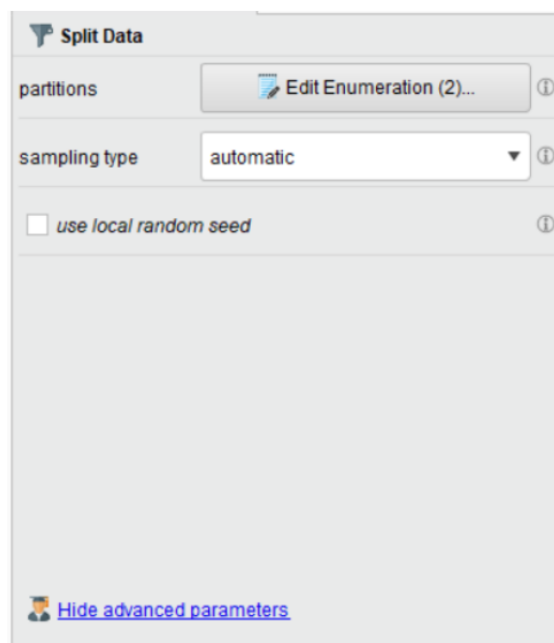 Split Data
partitions Edit Enumeration (2)...
sampling type automatic
use local random seed
Hide advanced parameters